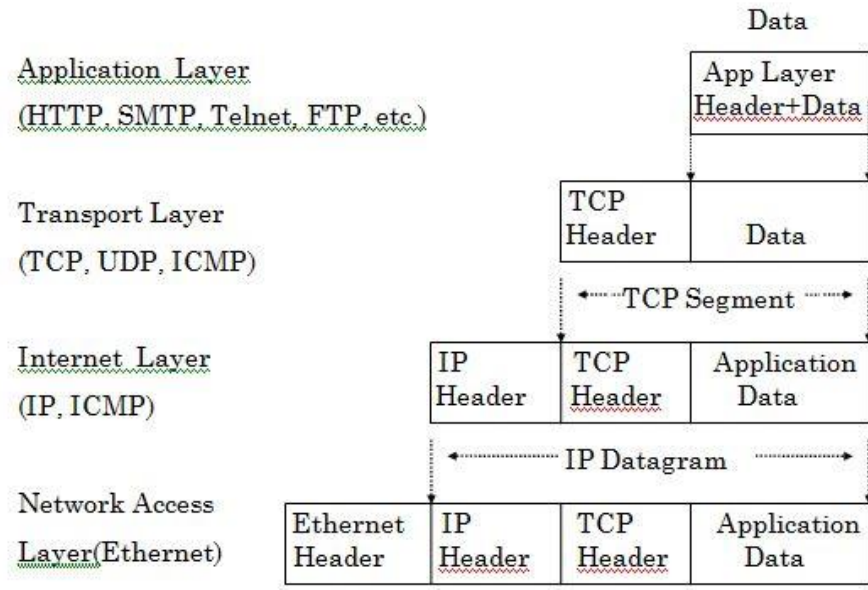 Data
Application Layer
(HTTP, SMTP, Telnet, FTP, etc.)
App Layer
Header+Data
Transport Layer
(TCP, UDP, ICMP)
TCP
Header
Data
TCP Segment
Internet Layer
(IP, ICMP)
IP
Header
TCP
Header
Application
Data
IP Datagram
Network Access
Layer(Ethernet)
Ethernet
Header
IP
Header
TCP
Header
Application
Data